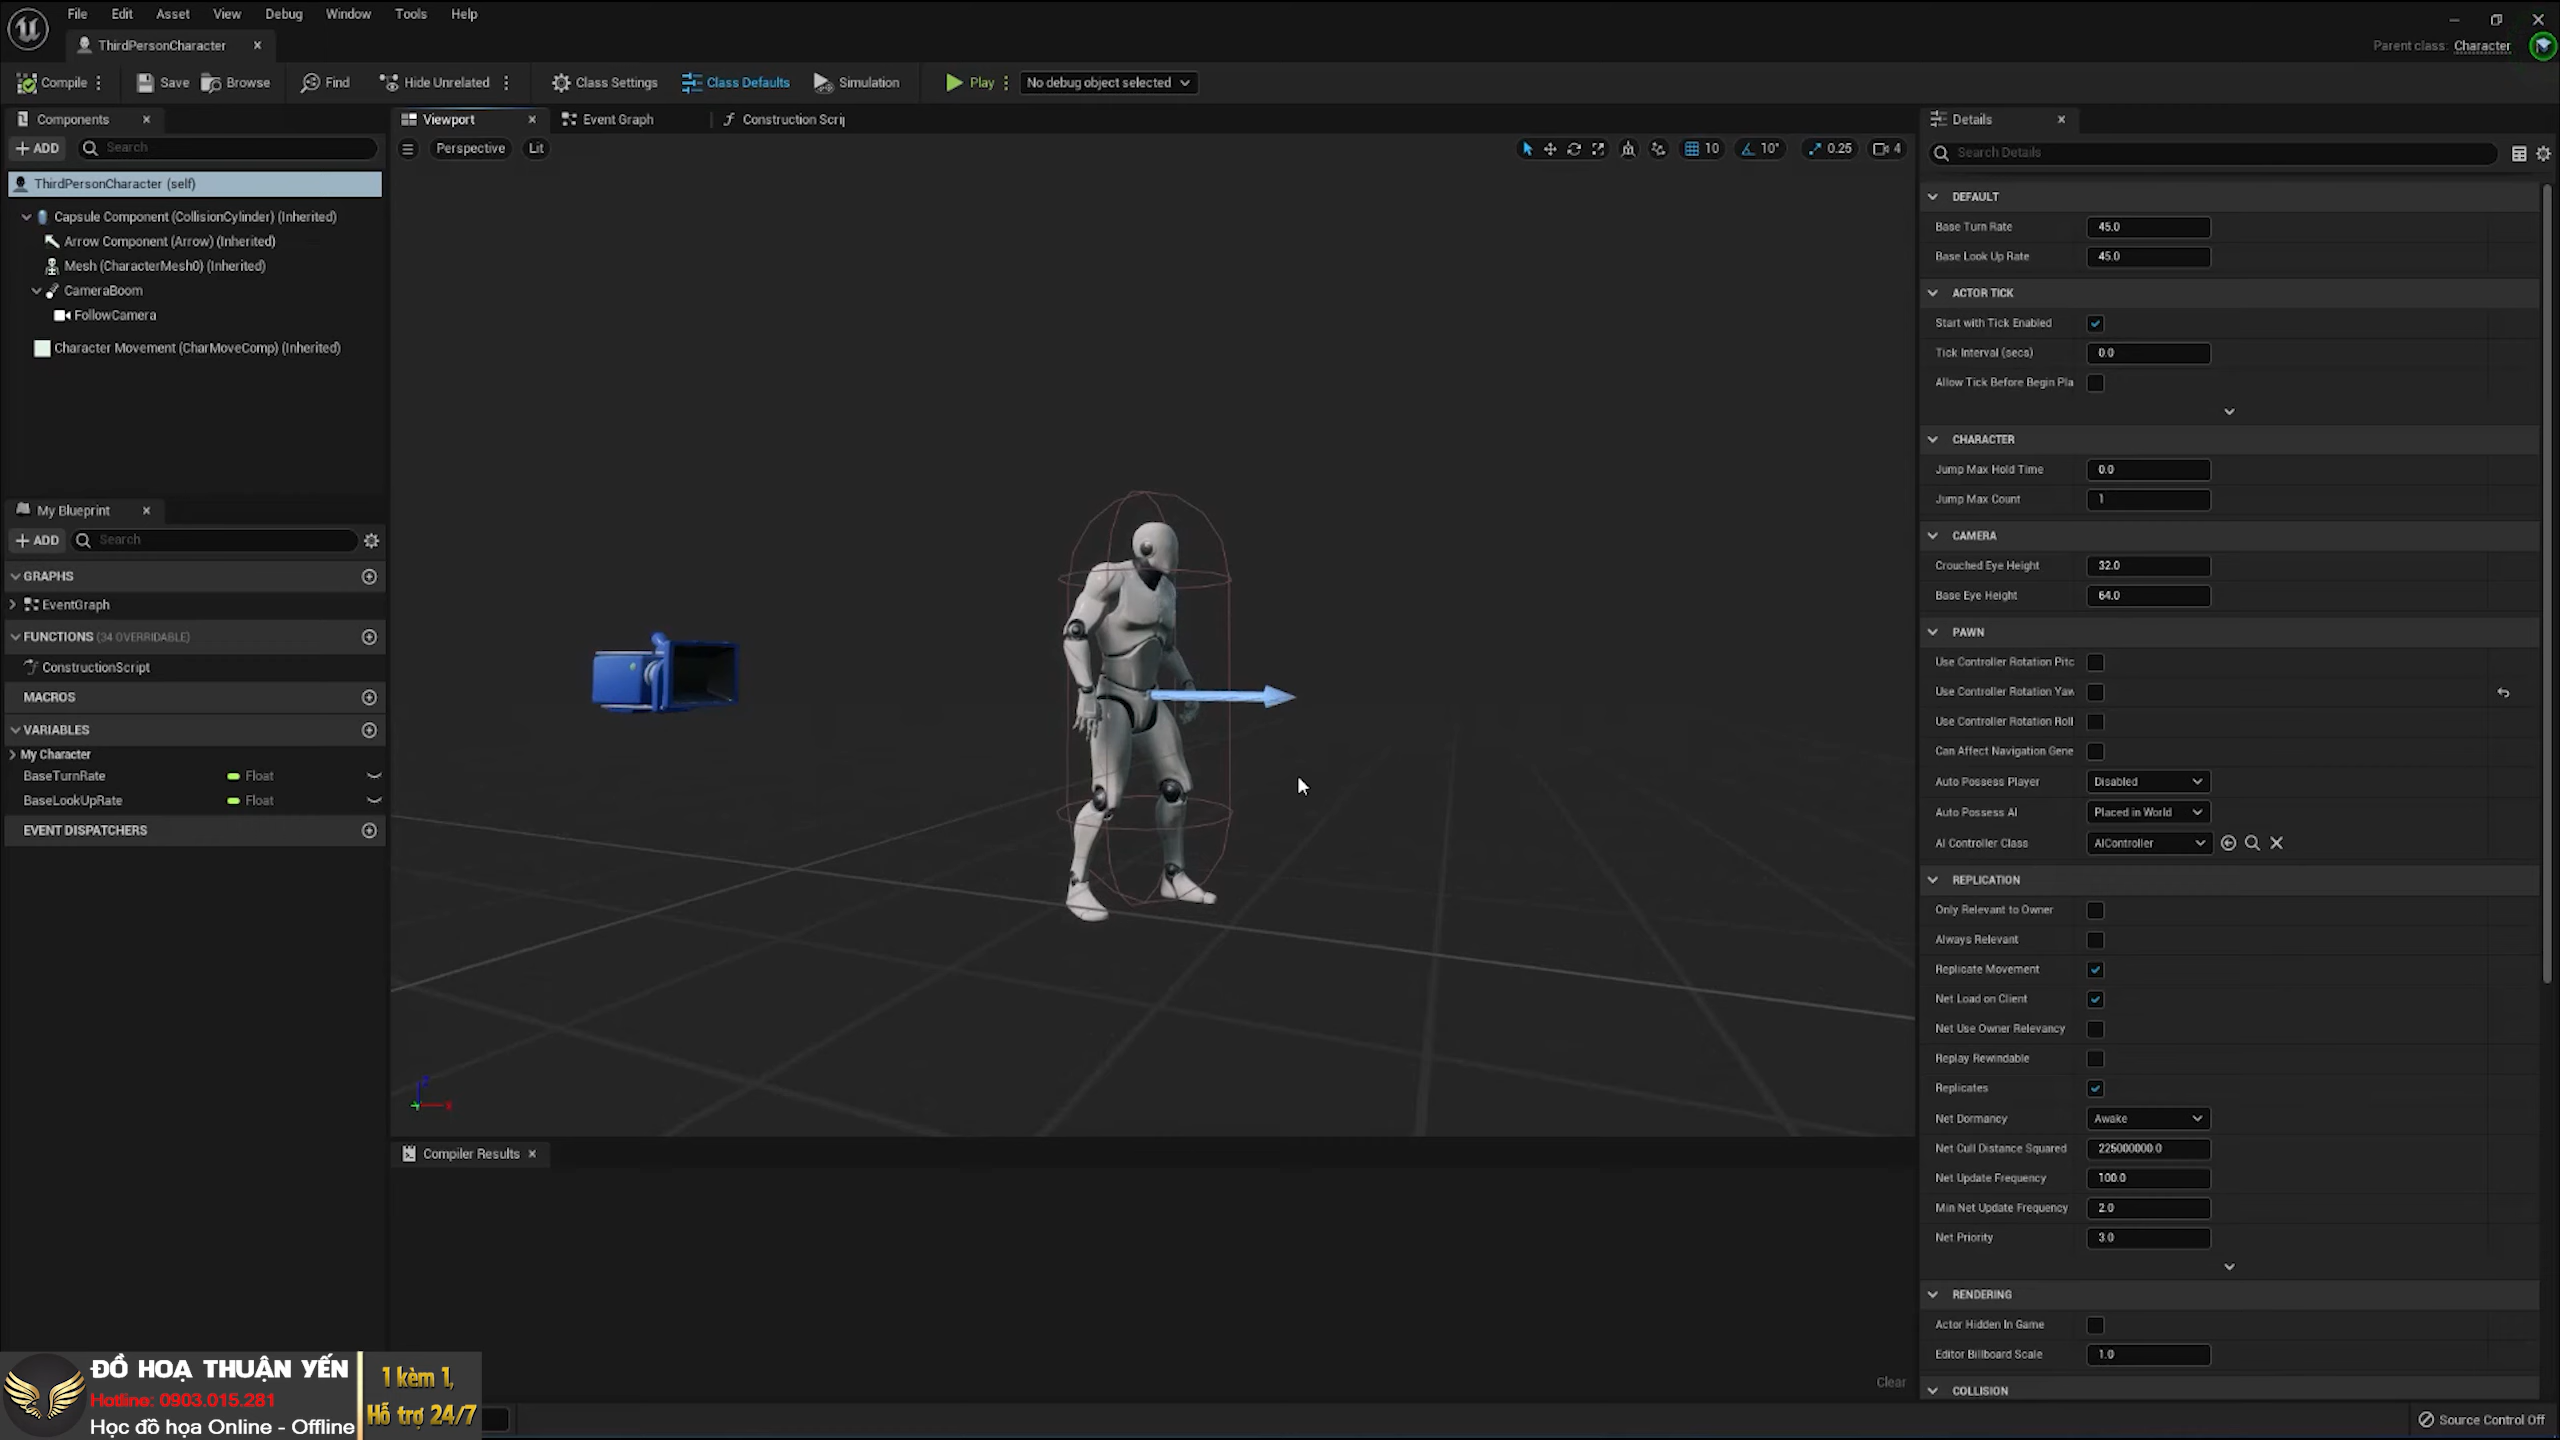 File Edit Asset View Debug Window Tools Help
ThirdPersonCharacter
Parent class: Character
Compile Save Browse Find Hide Unrelated Class Settings Class Defaults Simulation Play No debug object selected
Components
ADD Search
ThirdPersonCharacter (self)
Capsule Component (CollisionCylinder) (Inherited)
Arrow Component (Arrow) (Inherited)
Mesh (CharacterMesh0) (Inherited)
CameraBoom
FollowCamera
Character Movement (CharMoveComp) (Inherited)
My Blueprint
ADD Search
GRAPHS
EventGraph
FUNCTIONS (34 OVERRIDABLE)
ConstructionScript
MACROS
VARIABLES
My Character
BaseTurnRate Float
BaseLookUpRate Float
EVENT DISPATCHERS
Viewport Event Graph Construction Scrip
Perspective Lit 10 10° 0.25 4
Compiler Results
Clear
Details
Search Details
DEFAULT
Base Turn Rate 45.0
Base Look Up Rate 45.0
ACTOR TICK
Start with Tick Enabled
Tick Interval (secs) 0.0
Allow Tick Before Begin Pla
CHARACTER
Jump Max Hold Time 0.0
Jump Max Count 1
CAMERA
Crouched Eye Height 32.0
Base Eye Height 64.0
PAWN
Use Controller Rotation Pitc
Use Controller Rotation Yaw
Use Controller Rotation Roll
Can Affect Navigation Gene
Auto Possess Player Disabled
Auto Possess AI Placed in World
AI Controller Class AIController
REPLICATION
Only Relevant to Owner
Always Relevant
Replicate Movement
Net Load on Client
Net Use Owner Relevancy
Replay Rewindable
Replicates
Net Dormancy Awake
Net Cull Distance Squared 225000000.0
Net Update Frequency 100.0
Min Net Update Frequency 2.0
Net Priority 3.0
RENDERING
Actor Hidden In Game
Editor Billboard Scale 1.0
COLLISION
Source Control Off
ĐỒ HOẠ THUẬN YẾN
Hotline: 0903.015.281
Học đồ họa Online - Offline
1 kèm 1,
Hỗ trợ 24/7